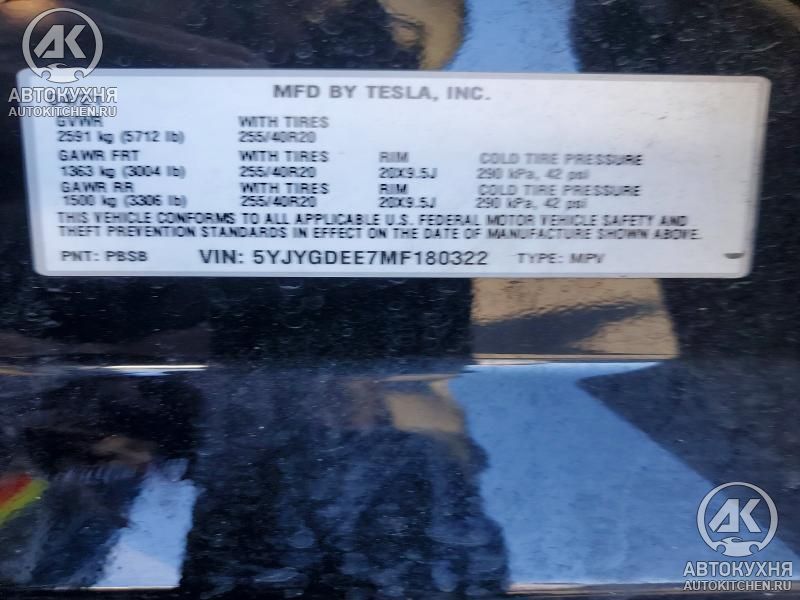 АК
АВТОКУХНЯ
AUTOKITCHEN.RU
MFD BY TESLA, INC.
GVWR WITH TIRES
2591 kg (5712 lb) 255/40R20
GAWR FRT WITH TIRES RIM COLD TIRE PRESSURE
1363 kg (3004 lb) 255/40R20 20X9.5J 290 kPa, 42 psi
GAWR RR WITH TIRES RIM COLD TIRE PRESSURE
1500 kg (3306 lb) 255/40R20 20X9.5J 290 kPa, 42 psi
THIS VEHICLE CONFORMS TO ALL APPLICABLE U.S. FEDERAL MOTOR VEHICLE SAFETY AND
THEFT PREVENTION STANDARDS IN EFFECT ON THE DATE OF MANUFACTURE SHOWN ABOVE.
PNT: PBSB VIN: 5YJYGDEE7MF180322 TYPE: MPV
АК
АВТОКУХНЯ
AUTOKITCHEN.RU